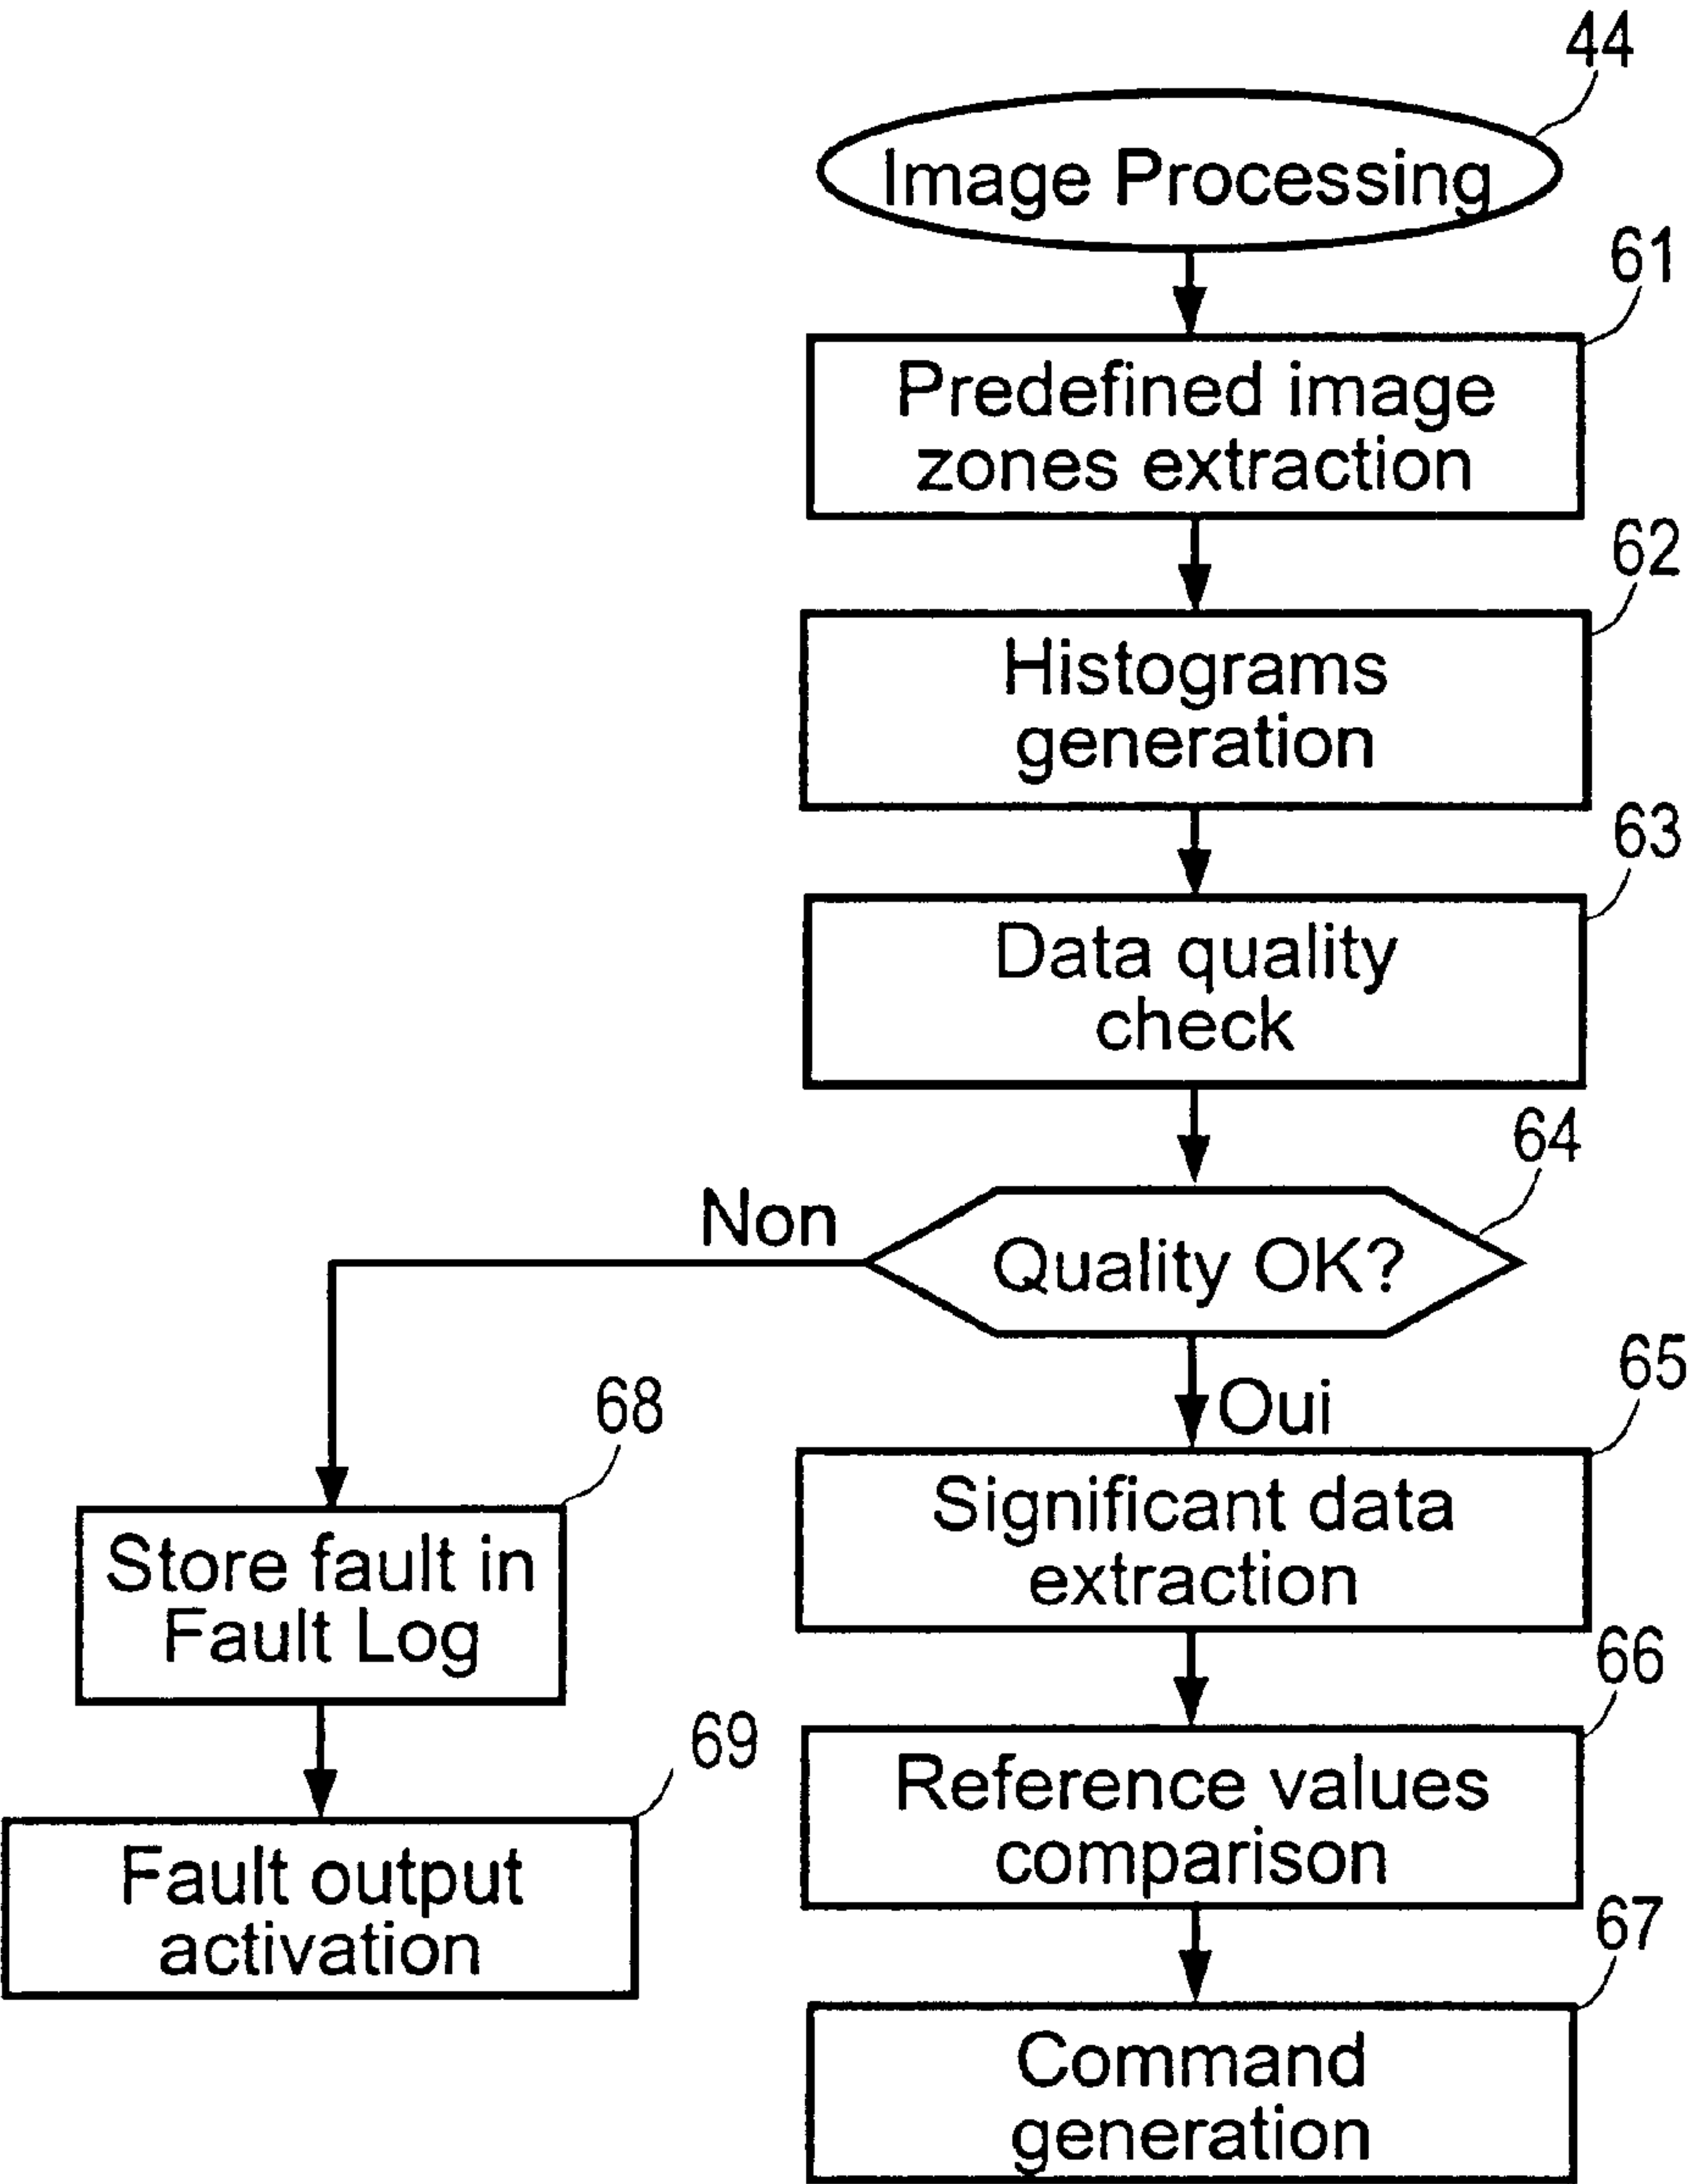 44
Image Processing
61
Predefined image
zones extraction
62
Histograms
generation
63
Data quality
check
64
Non
Quality OK?
Oui
65
Significant data
extraction
68
Store fault in
Fault Log
66
Reference values
comparison
69
Fault output
activation
67
Command
generation